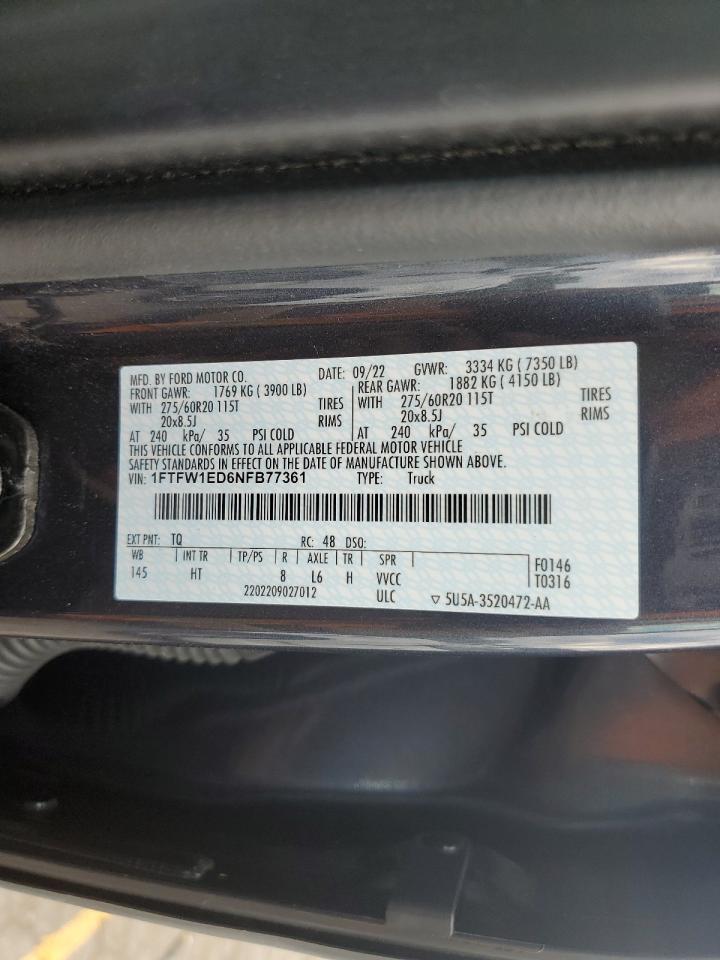 MFD. BY FORD MOTOR CO. DATE: 09/22 GVWR: 3334 KG ( 7350 LB)
FRONT GAWR: 1769 KG ( 3900 LB) REAR GAWR: 1882 KG ( 4150 LB)
WITH 275/60R20 115T TIRES WITH 275/60R20 115T TIRES
20x8.5J RIMS 20x8.5J RIMS
AT 240 kPa/ 35 PSI COLD AT 240 kPa/ 35 PSI COLD
THIS VEHICLE CONFORMS TO ALL APPLICABLE FEDERAL MOTOR VEHICLE
SAFETY STANDARDS IN EFFECT ON THE DATE OF MANUFACTURE SHOWN ABOVE.
VIN: 1FTFW1ED6NFB77361 TYPE: Truck
EXT PNT: TQ RC: 48 DSO:
WB INT TR TP/PS R AXLE TR SPR F0146
145 HT 8 L6 H VVCC T0316
2202209027012 ULC ▽ 5U5A-3520472-AA